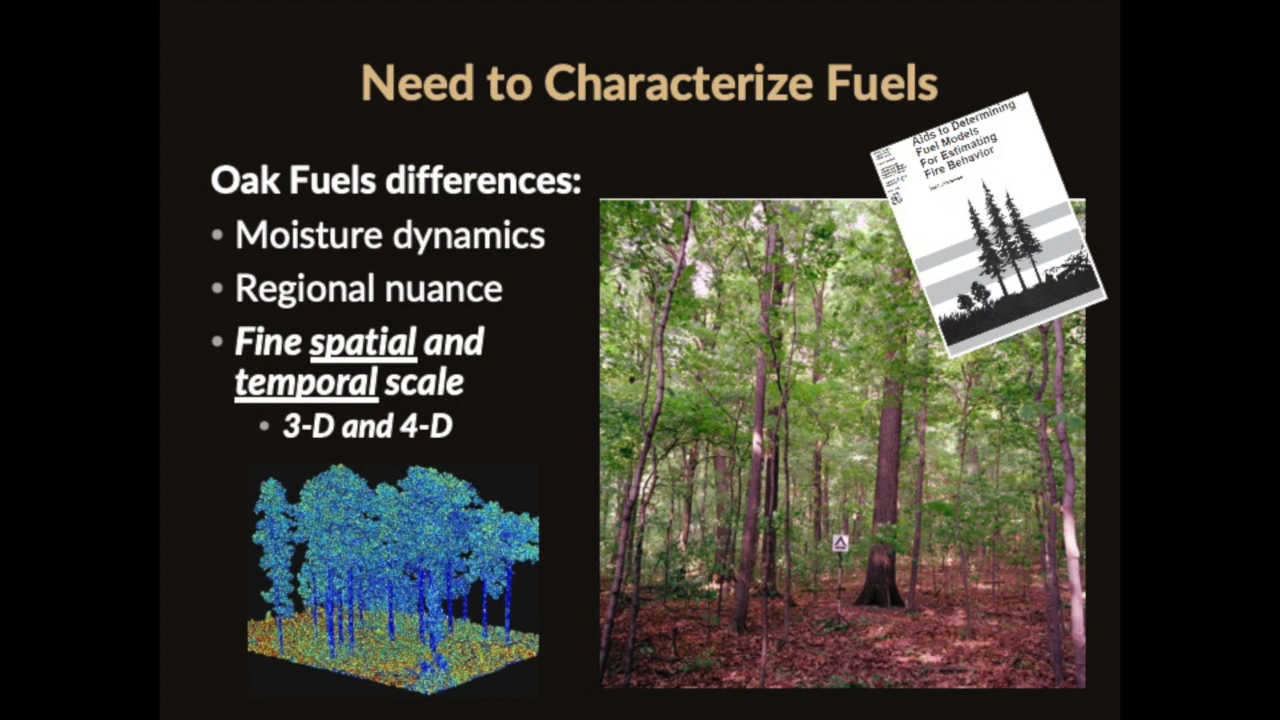 Need to Characterize Fuels
Aids to Determining
Fuel Models
For Estimating
Fire Behavior
Oak Fuels differences:
• Moisture dynamics
• Regional nuance
• Fine spatial and
temporal scale
• 3-D and 4-D